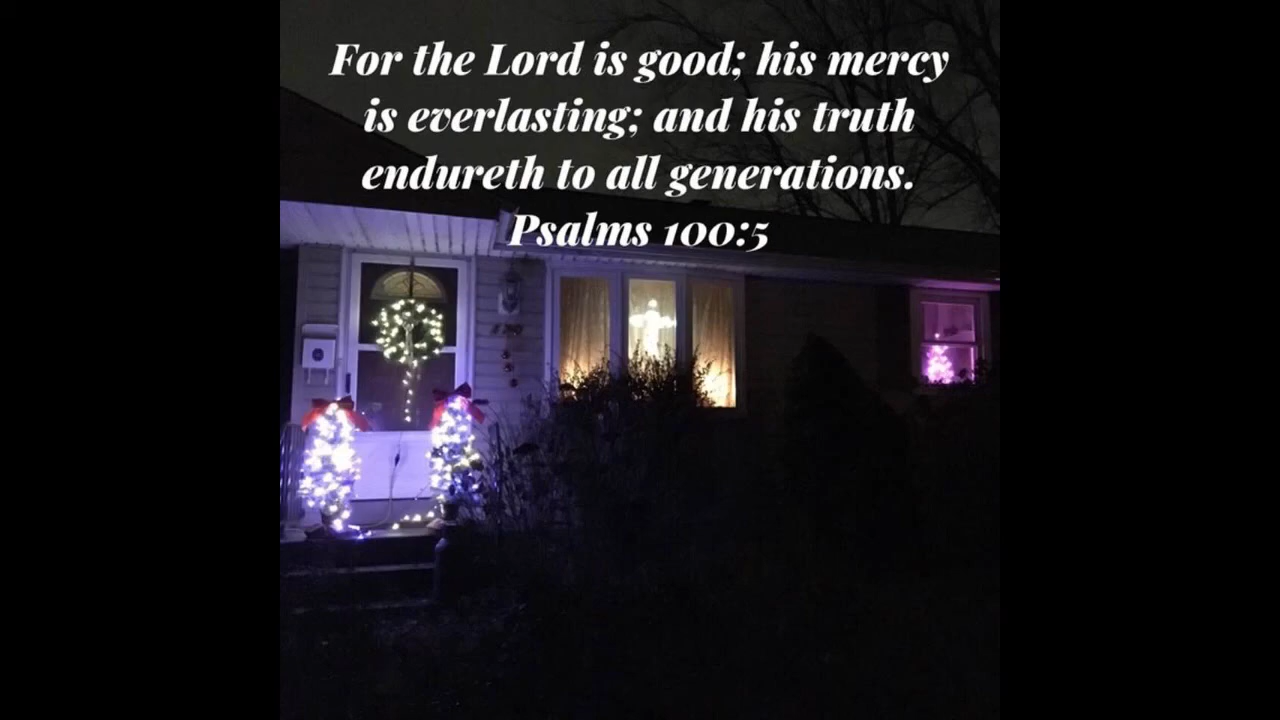 For the Lord is good; his mercy
is everlasting; and his truth
endureth to all generations.
Psalms 100:5